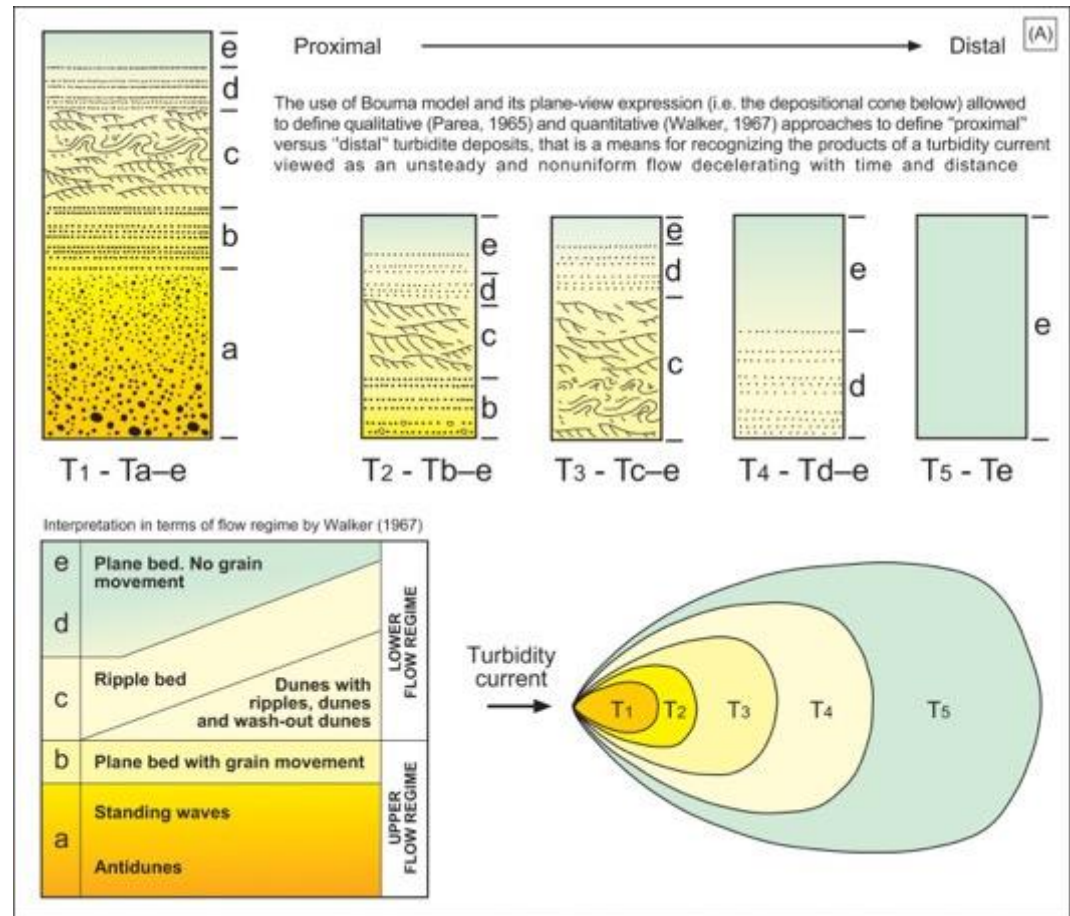 (A)
Proximal
Distal
The use of Bouma model and its plane-view expression (i.e. the depositional cone below) allowed
to define qualitative (Parea, 1965) and quantitative (Walker, 1967) approaches to define "proximal"
versus "distal" turbidite deposits, that is a means for recognizing the products of a turbidity current
viewed as an unsteady and nonuniform flow decelerating with time and distance
e
d
c
b
a
T1 - Ta–e
e
d
c
b
T2 - Tb–e
e
d
c
T3 - Tc–e
e
d
T4 - Td–e
e
T5 - Te
Interpretation in terms of flow regime by Walker (1967)
e
d
c
b
a
Plane bed. No grain
movement
Ripple bed
Dunes with
ripples, dunes
and wash-out dunes
Plane bed with grain movement
Standing waves
Antidunes
LOWER
FLOW REGIME
UPPER
FLOW REGIME
Turbidity
current
T1
T2
T3
T4
T5